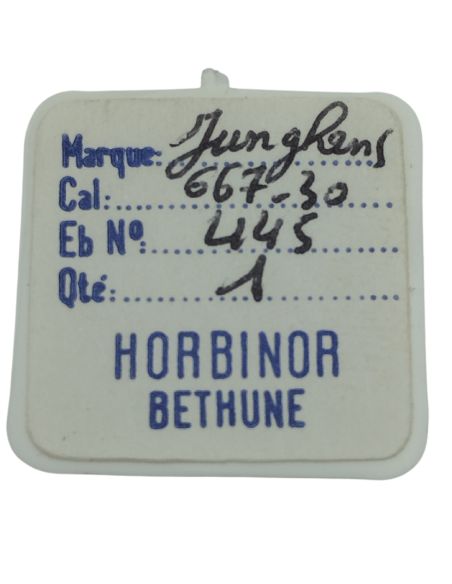 Marque: Junghans
Cal: 667-30
Eb Nº: 445
Qté: 1
HORBINOR
BETHUNE